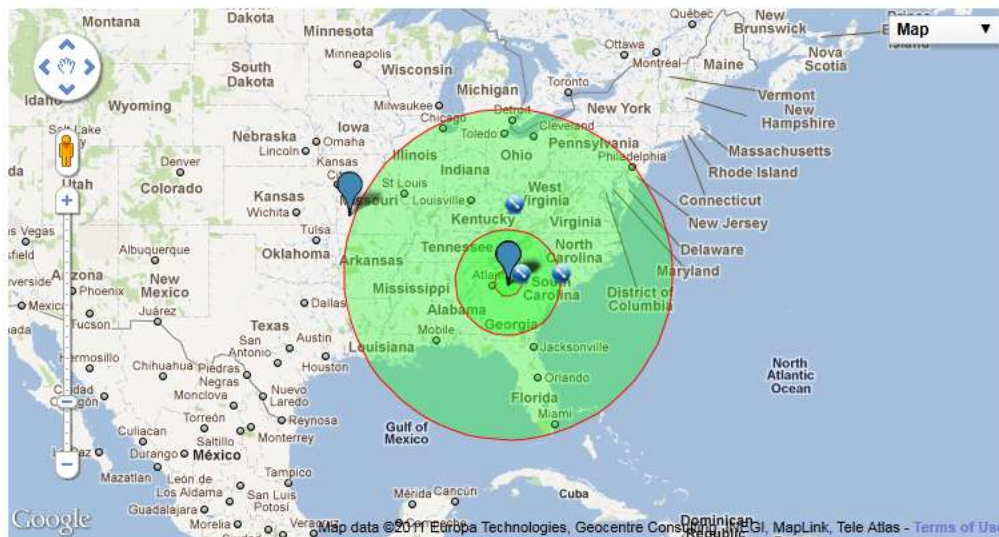 Montana
North Dakota
Minnesota
Minneapolis
South Dakota
Wisconsin
Michigan
Ottawa
Montréal
Québec
Maine
New Brunswick
Nova Scotia
Map
Toronto
New York
Vermont
New Hampshire
Massachusetts
Rhode Island
Connecticut
New Jersey
Delaware
Maryland
District of Columbia
Idaho
Wyoming
Salt Lake
Utah
Nebraska
Lincoln
Iowa
Omaha
Milwaukee
Chicago
Detroit
Toledo
Cleveland
Pennsylvania
Philadelphia
Illinois
Indiana
Ohio
Denver
Colorado
Kansas
Kansas
Wichita
St Louis
Louisville
West Virginia
Kentucky
Virginia
Tulsa
Oklahoma
Arkansas
Tennessee
North Carolina
South Carolina
Albuquerque
New Mexico
Phoenix
Tucson
Mississippi
Alabama
Georgia
Dallas
Texas
Juárez
Austin
San Antonio
Houston
Louisiana
Mobile
Jacksonville
Orlando
Florida
Miami
Hermosillo
Chihuahua
Piedras Negras
Nuevo Laredo
Monclova
Reynosa
Torreón
Saltillo
Monterrey
Culiacan
Durango
México
Mazatlan
León de Los Aldama
San Luis Potosí
Tampico
Guadalajara
Morelia
Gulf of Mexico
North Atlantic Ocean
Mérida
Cancún
Cuba
Dominican Republic
Google
Map data ©2011 Europa Technologies, Geocentre Consulting, INEGI, MapLink, Tele Atlas - Terms of Use